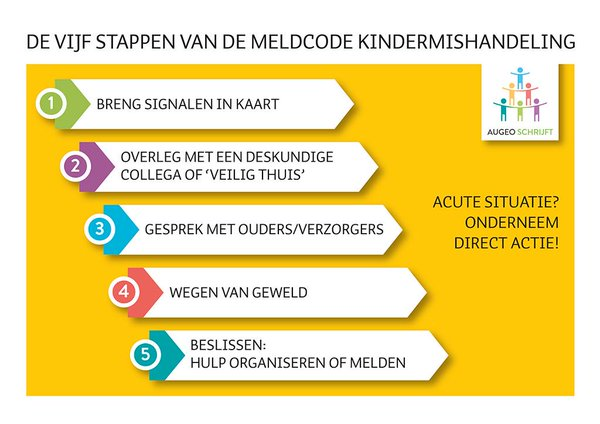 DE VIJF STAPPEN VAN DE MELDCODE KINDERMISHANDELING
AUGEO SCHRIJFT
1
BRENG SIGNALEN IN KAART
2
OVERLEG MET EEN DESKUNDIGE
COLLEGA OF ‘VEILIG THUIS’
3
GESPREK MET OUDERS/VERZORGERS
4
WEGEN VAN GEWELD
5
BESLISSEN:
HULP ORGANISEREN OF MELDEN
ACUTE SITUATIE?
ONDERNEEM
DIRECT ACTIE!